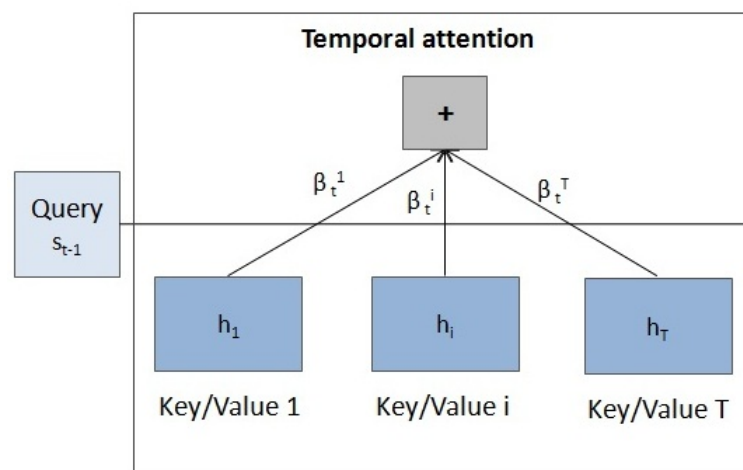 Temporal attention
+
β_t^1
β_t^i
β_t^T
Query
s_{t-1}
h_1
h_i
h_T
Key/Value 1
Key/Value i
Key/Value T